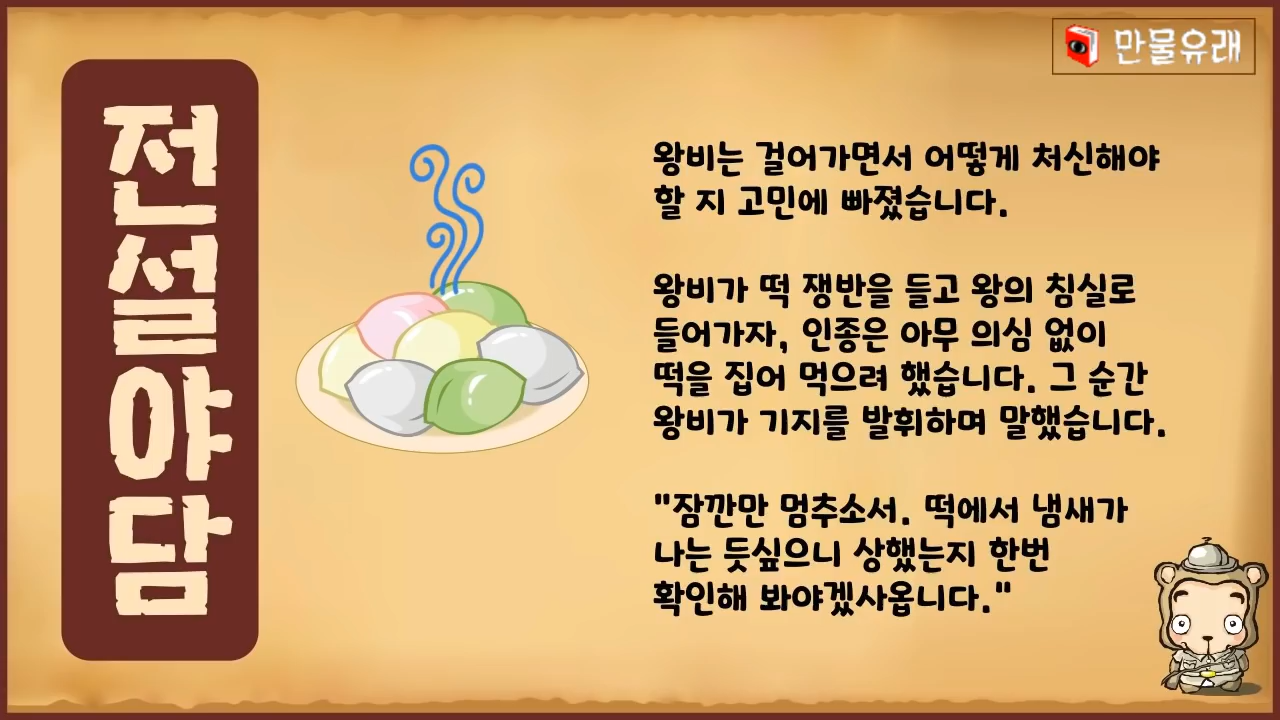 만물유래
전설야담
왕비는 걸어가면서 어떻게 처신해야
할 지 고민에 빠졌습니다.
왕비가 떡 쟁반을 들고 왕의 침실로
들어가자, 인종은 아무 의심 없이
떡을 집어 먹으려 했습니다. 그 순간
왕비가 기지를 발휘하며 말했습니다.
"잠깐만 멈추소서. 떡에서 냄새가
나는 듯싶으니 상했는지 한번
확인해 봐야겠사옵니다."